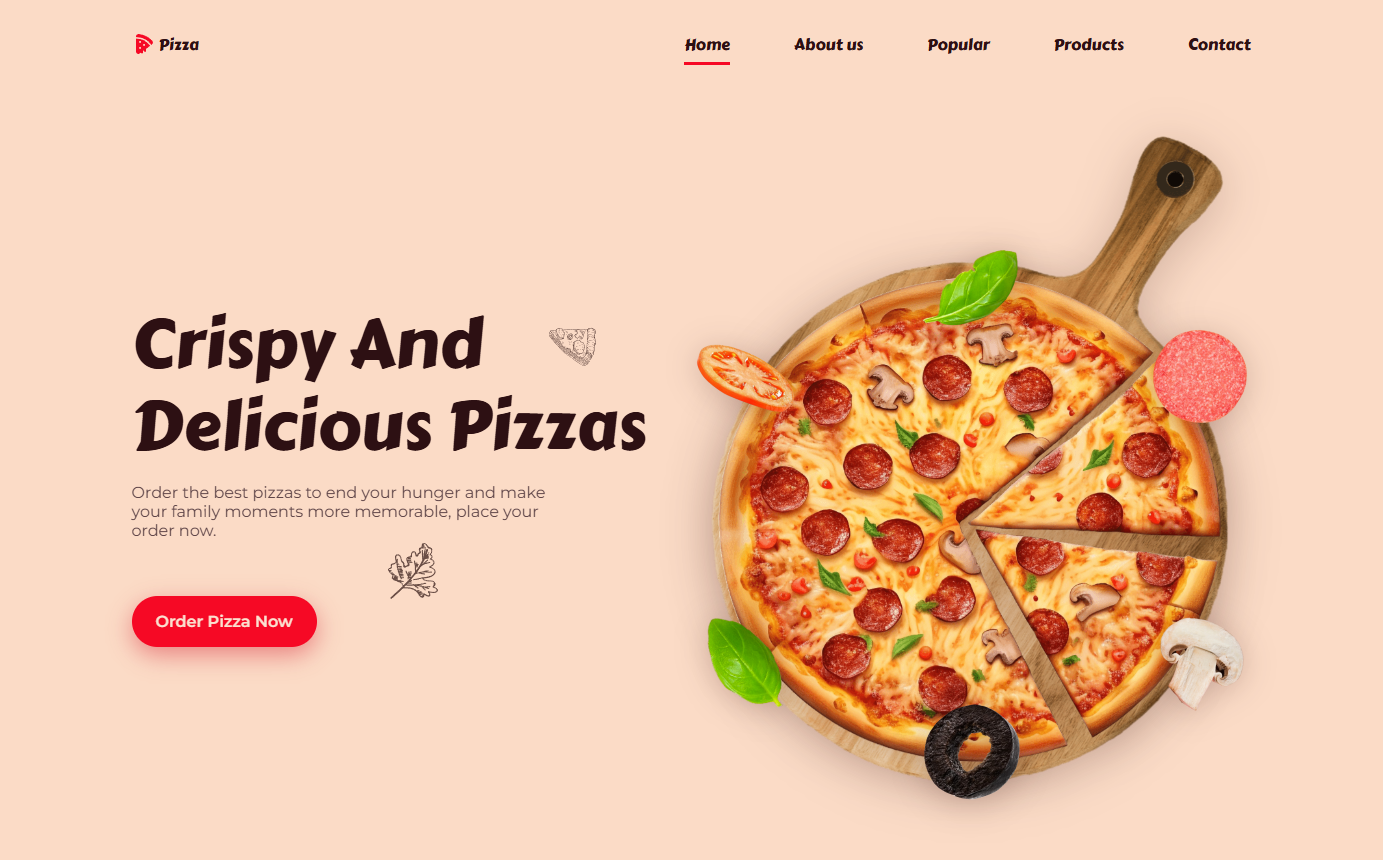 Pizza
Home
About us
Popular
Products
Contact
Crispy And
Delicious Pizzas
Order the best pizzas to end your hunger and make
your family moments more memorable, place your
order now.
Order Pizza Now